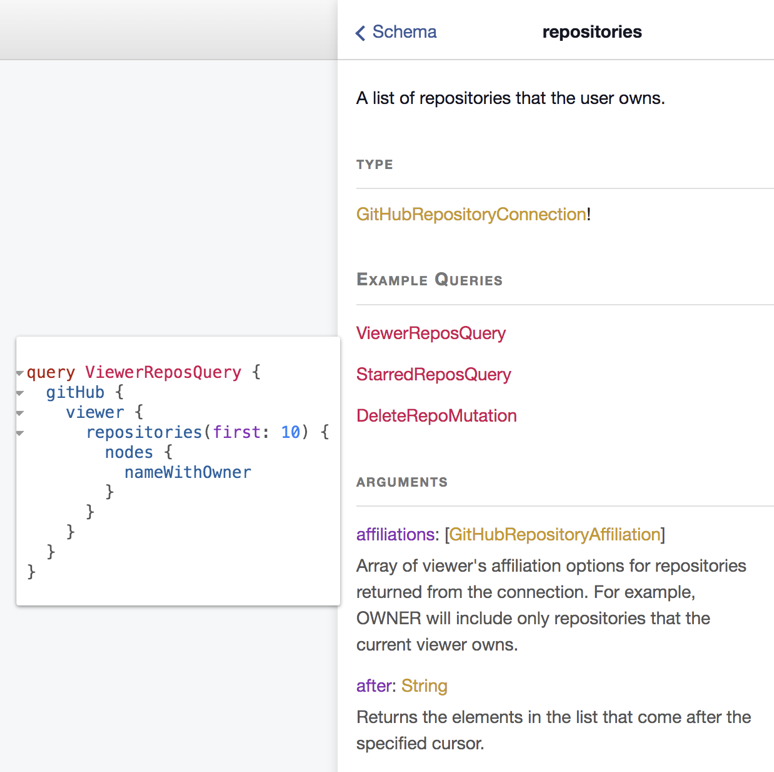 Schema
repositories
A list of repositories that the user owns.
TYPE
GitHubRepositoryConnection!
EXAMPLE QUERIES
ViewerReposQuery
StarredReposQuery
DeleteRepoMutation
ARGUMENTS
affiliations: [GitHubRepositoryAffiliation]
Array of viewer's affiliation options for repositories
returned from the connection. For example,
OWNER will include only repositories that the
current viewer owns.
after: String
Returns the elements in the list that come after the
specified cursor.
query ViewerReposQuery {
gitHub {
viewer {
repositories(first: 10) {
nodes {
nameWithOwner
}
}
}
}
}